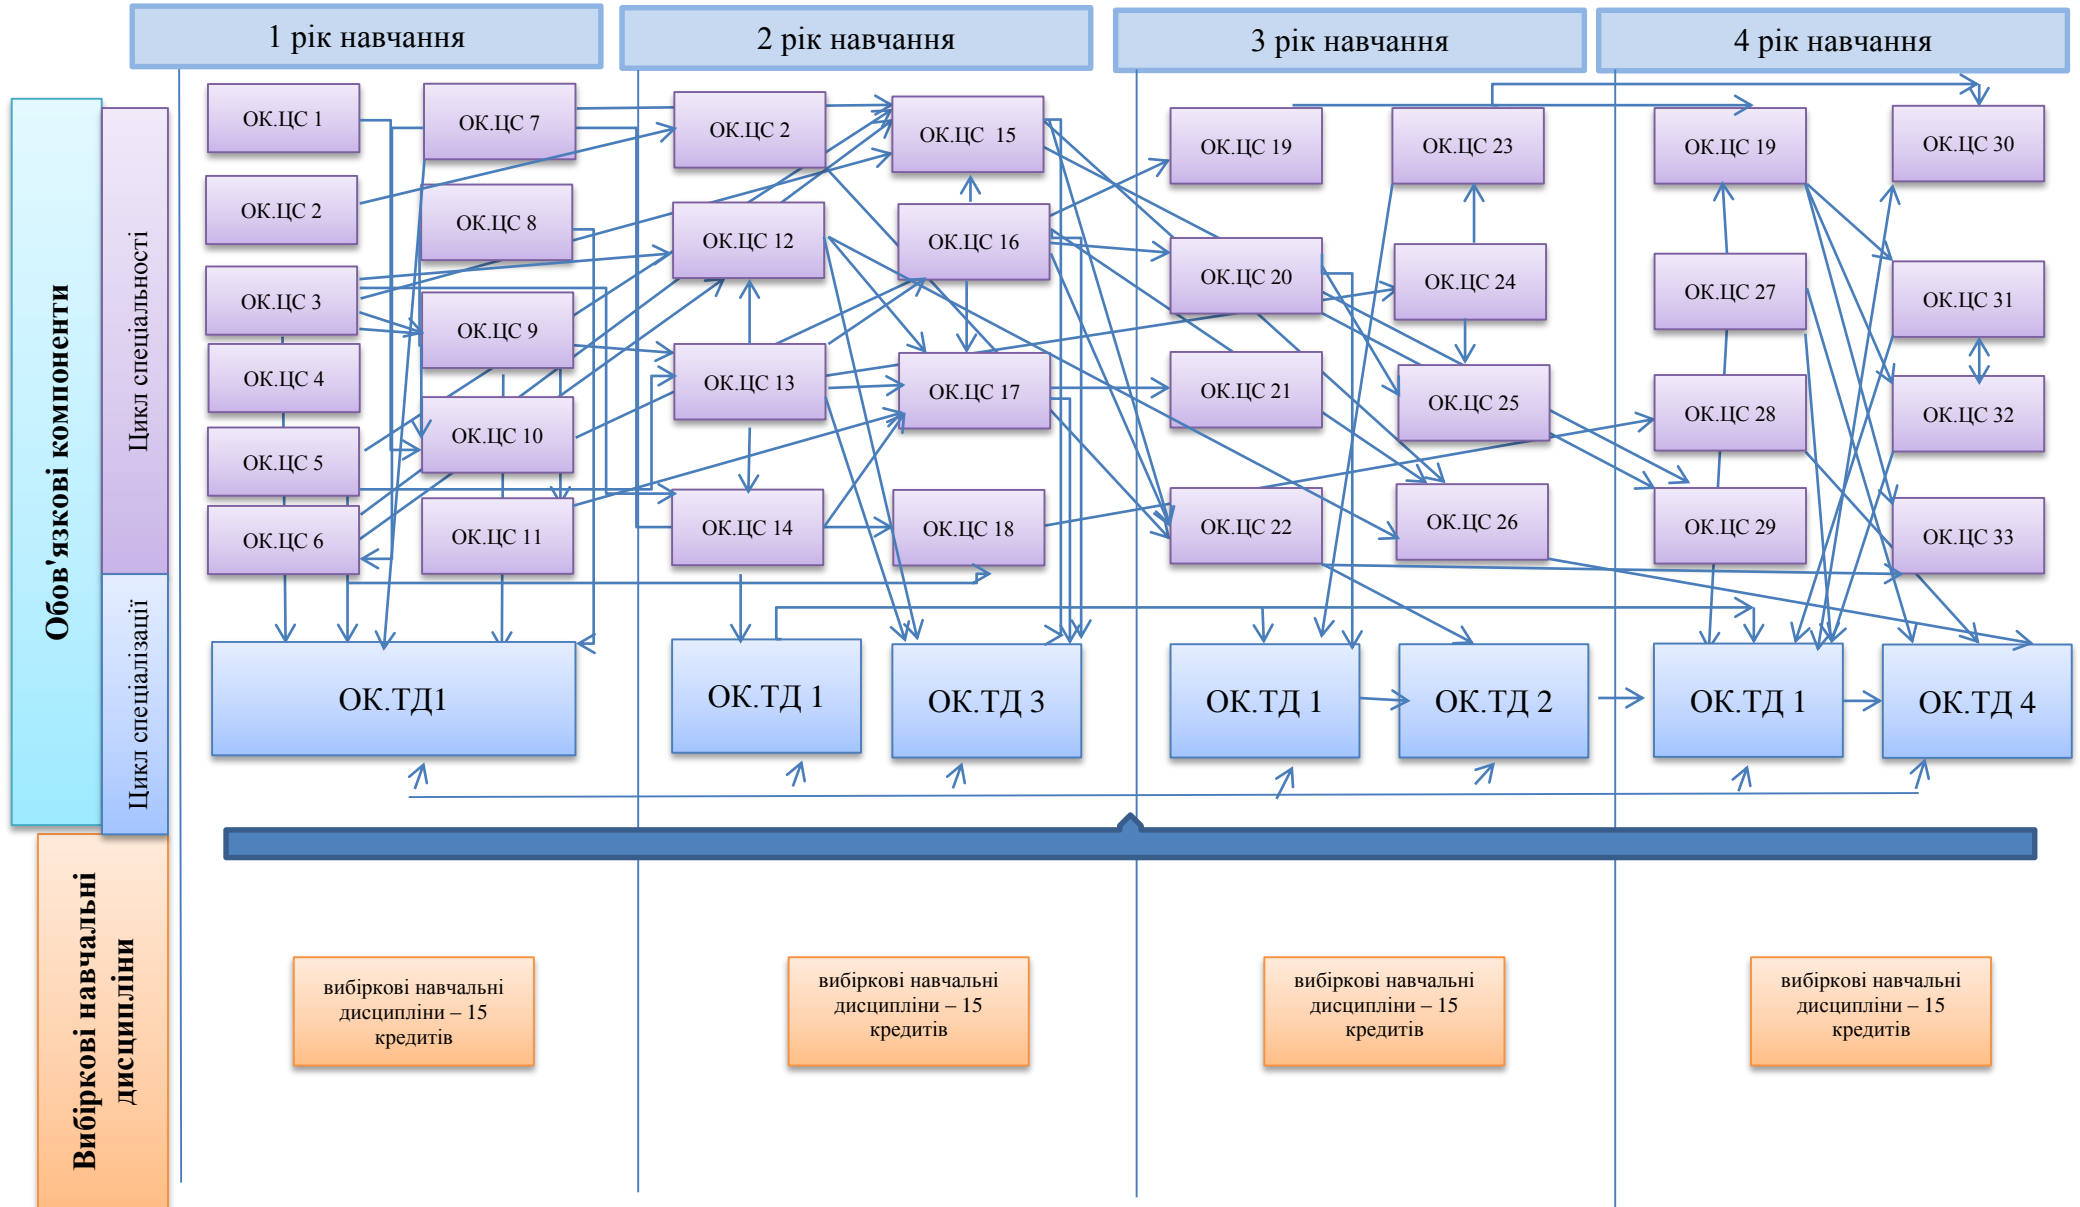 1 рік навчання
2 рік навчання
3 рік навчання
4 рік навчання
Обов'язкові компоненти
Цикл спеціальності
Цикл спеціалізації
ОК.ЦС 1
ОК.ЦС 2
ОК.ЦС 3
ОК.ЦС 4
ОК.ЦС 5
ОК.ЦС 6
ОК.ЦС 7
ОК.ЦС 8
ОК.ЦС 9
ОК.ЦС 10
ОК.ЦС 11
ОК.ЦС 2
ОК.ЦС 12
ОК.ЦС 13
ОК.ЦС 14
ОК.ЦС 15
ОК.ЦС 16
ОК.ЦС 17
ОК.ЦС 18
ОК.ЦС 19
ОК.ЦС 20
ОК.ЦС 21
ОК.ЦС 22
ОК.ЦС 23
ОК.ЦС 24
ОК.ЦС 25
ОК.ЦС 26
ОК.ЦС 19
ОК.ЦС 27
ОК.ЦС 28
ОК.ЦС 29
ОК.ЦС 30
ОК.ЦС 31
ОК.ЦС 32
ОК.ЦС 33
ОК.ТД1
ОК.ТД 1
ОК.ТД 3
ОК.ТД 1
ОК.ТД 2
ОК.ТД 1
ОК.ТД 4
Вибіркові навчальні
дисципліни
вибіркові навчальні
дисципліни – 15
кредитів
вибіркові навчальні
дисципліни – 15
кредитів
вибіркові навчальні
дисципліни – 15
кредитів
вибіркові навчальні
дисципліни – 15
кредитів